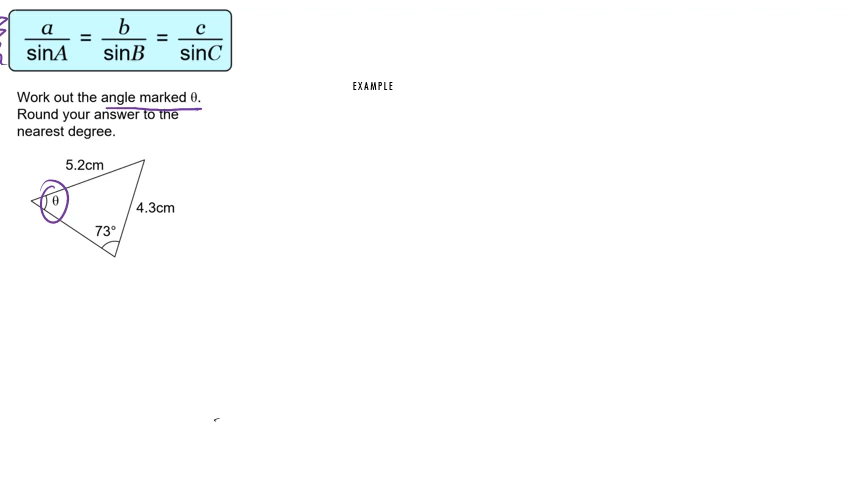 a/sinA = b/sinB = c/sinC
EXAMPLE
Work out the angle marked θ.
Round your answer to the
nearest degree.
5.2cm
θ
4.3cm
73°